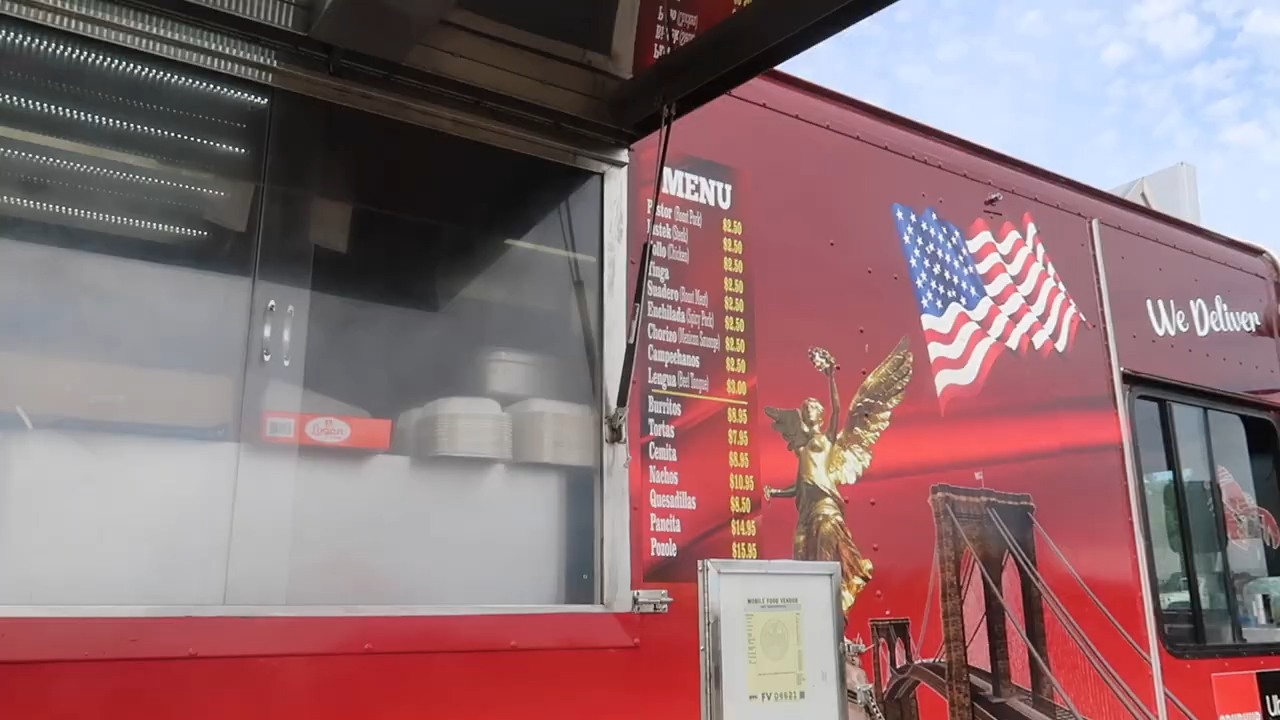 MENU
Pastor (Roast Pork) $2.50
Bistek (Steak) $2.50
Pollo (Chicken) $2.50
Tinga $2.50
Suadero (Roast Meat) $2.50
Enchilada (Spicy Pork) $2.50
Chorizo (Mexican Sausage) $2.50
Campechanos $2.50
Lengua (Beef Tongue) $3.00
Burritos $8.95
Tortas $7.95
Cemita $8.95
Nachos $10.95
Quesadillas $8.50
Pancita $14.95
Pozole $15.95
We Deliver
Logan
MOBILE FOOD VENDOR
FV 04621